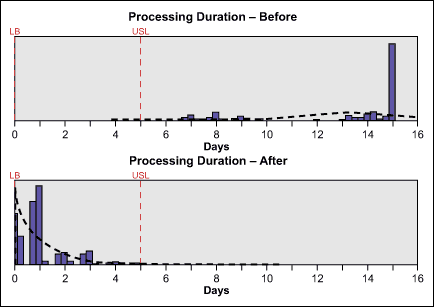 Processing Duration – Before
LB USL
0 2 4 6 8 10 12 14 16
Days
Processing Duration – After
LB USL
0 2 4 6 8 10 12 14 16
Days